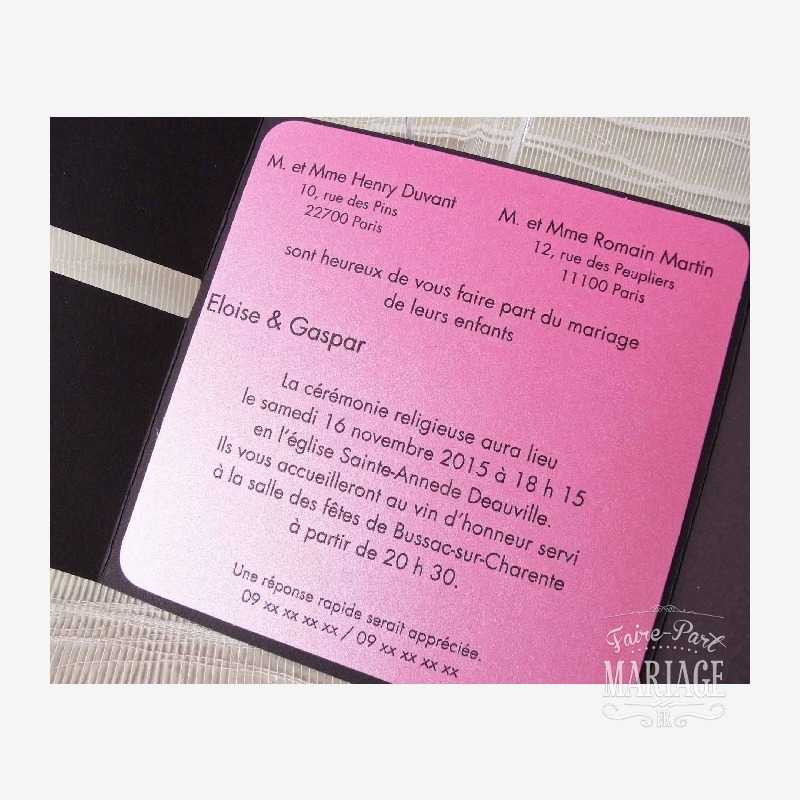 M. et Mme Henry Duvant
10, rue des Pins
22700 Paris
M. et Mme Romain Martin
12, rue des Peupliers
11100 Paris
sont heureux de vous faire part du mariage
de leurs enfants
Eloise & Gaspar
La cérémonie religieuse aura lieu
le samedi 16 novembre 2015 à 18 h 15
en l'église Sainte-Annede Deauville.
Ils vous accueilleront au vin d'honneur servi
à la salle des fêtes de Bussac-sur-Charente
à partir de 20 h 30.
Une réponse rapide serait appréciée.
09 xx xx xx xx / 09 xx xx xx xx
Faire-Part
MARIAGE
.FR